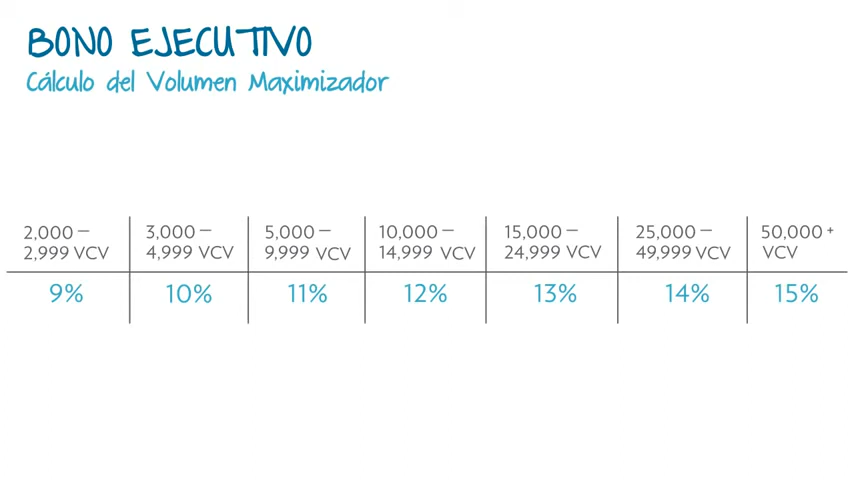 BONO EJECUTIVO
Cálculo del Volumen Maximizador
2,000 – 2,999 VCV
3,000 – 4,999 VCV
5,000 – 9,999 VCV
10,000 – 14,999 VCV
15,000 – 24,999 VCV
25,000 – 49,999 VCV
50,000 + VCV
9% 10% 11% 12% 13% 14% 15%